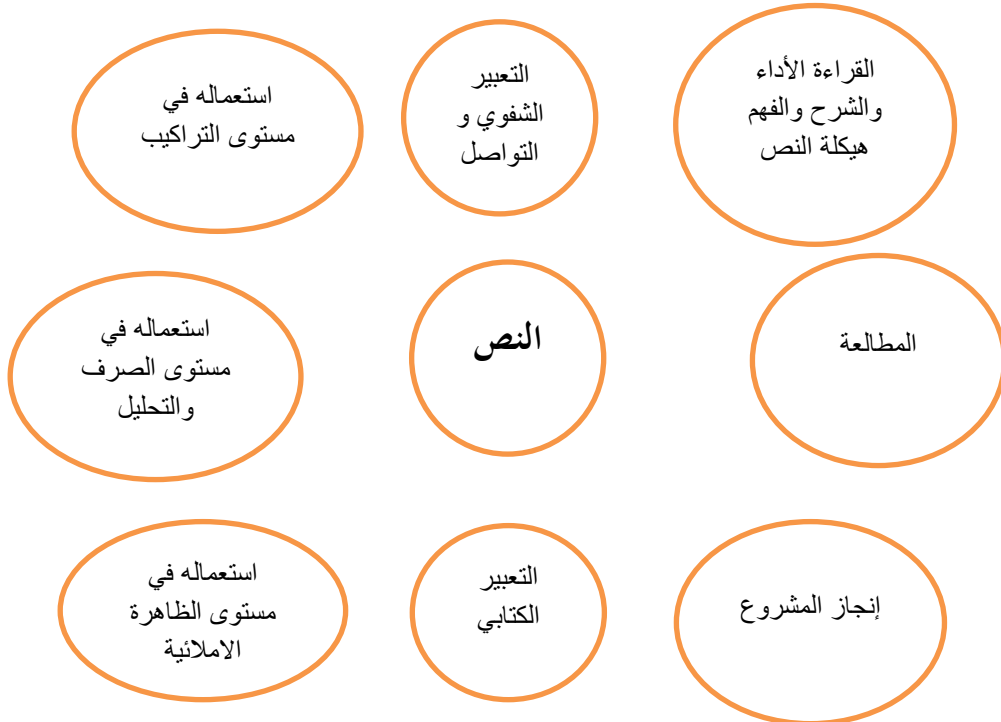 القراءة الأداء
والشرح والفهم
هيكلة النص
التعبير
الشفوي و
التواصل
استعماله في
مستوى التراكيب
المطالعة
النص
استعماله في
مستوى الصرف
والتحليل
إنجاز المشروع
التعبير
الكتابي
استعماله في
مستوى الظاهرة
الاملائية